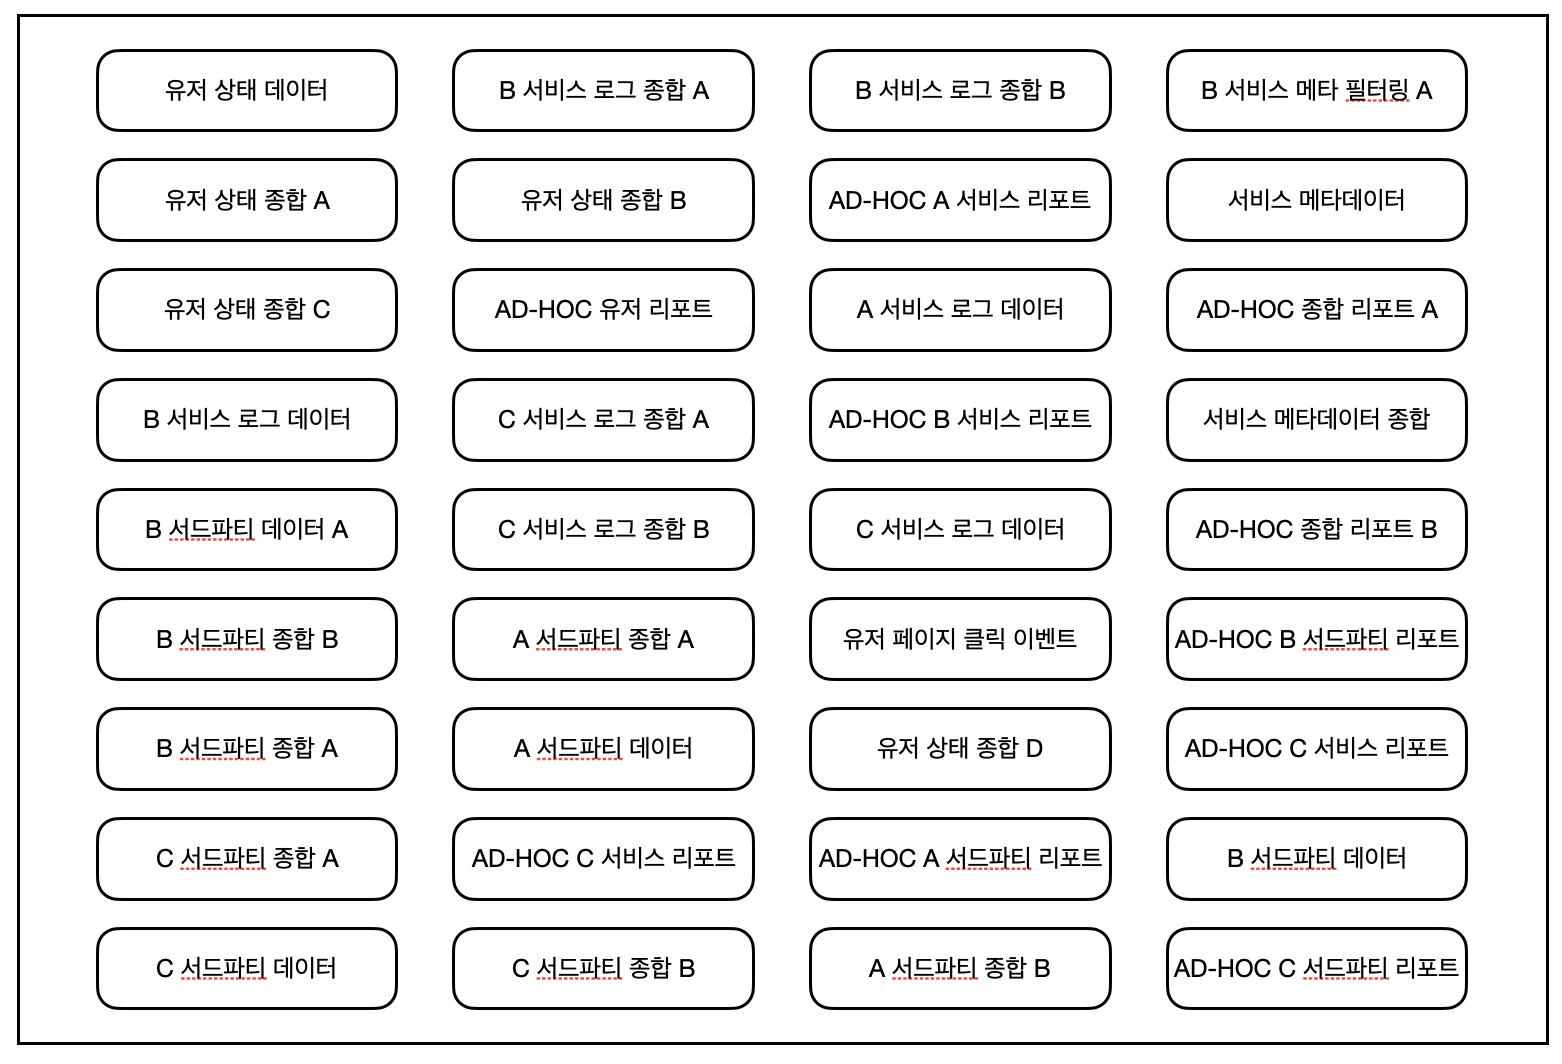 유저 상태 데이터
B 서비스 로그 종합 A
B 서비스 로그 종합 B
B 서비스 메타 필터링 A
유저 상태 종합 A
유저 상태 종합 B
AD-HOC A 서비스 리포트
서비스 메타데이터
유저 상태 종합 C
AD-HOC 유저 리포트
A 서비스 로그 데이터
AD-HOC 종합 리포트 A
B 서비스 로그 데이터
C 서비스 로그 종합 A
AD-HOC B 서비스 리포트
서비스 메타데이터 종합
B 서드파티 데이터 A
C 서비스 로그 종합 B
C 서비스 로그 데이터
AD-HOC 종합 리포트 B
B 서드파티 종합 B
A 서드파티 종합 A
유저 페이지 클릭 이벤트
AD-HOC B 서드파티 리포트
B 서드파티 종합 A
A 서드파티 데이터
유저 상태 종합 D
AD-HOC C 서비스 리포트
C 서드파티 종합 A
AD-HOC C 서비스 리포트
AD-HOC A 서드파티 리포트
B 서드파티 데이터
C 서드파티 데이터
C 서드파티 종합 B
A 서드파티 종합 B
AD-HOC C 서드파티 리포트